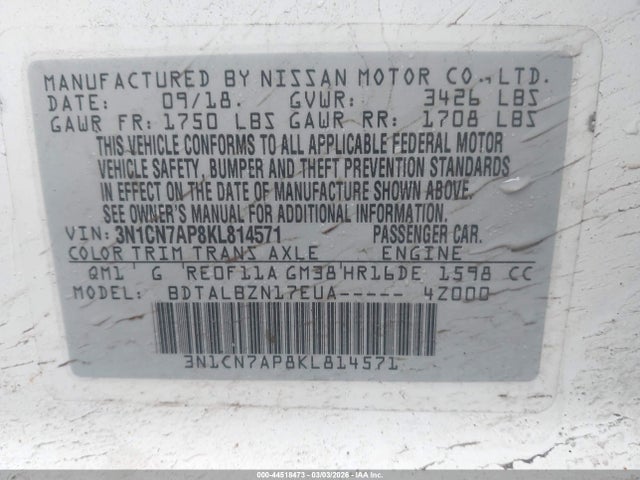 MANUFACTURED BY NISSAN MOTOR CO., LTD.
DATE: 09/18. GVWR: 3426 LBS
GAWR FR: 1750 LBS GAWR RR: 1708 LBS
THIS VEHICLE CONFORMS TO ALL APPLICABLE FEDERAL MOTOR
VEHICLE SAFETY, BUMPER AND THEFT PREVENTION STANDARDS
IN EFFECT ON THE DATE OF MANUFACTURE SHOWN ABOVE.
SEE OWNER'S MANUAL FOR ADDITIONAL INFORMATION
VIN: 3N1CN7AP8KL814571 PASSENGER CAR.
COLOR TRIM TRANS AXLE ENGINE
QM1 G RE0F11A GM38 HR16DE 1598 CC
MODEL: BDTALBZN17EUA----- 4Z000
3N1CN7AP8KL814571
000-44518473 - 03/03/2026 - Copyright IAA, Inc.